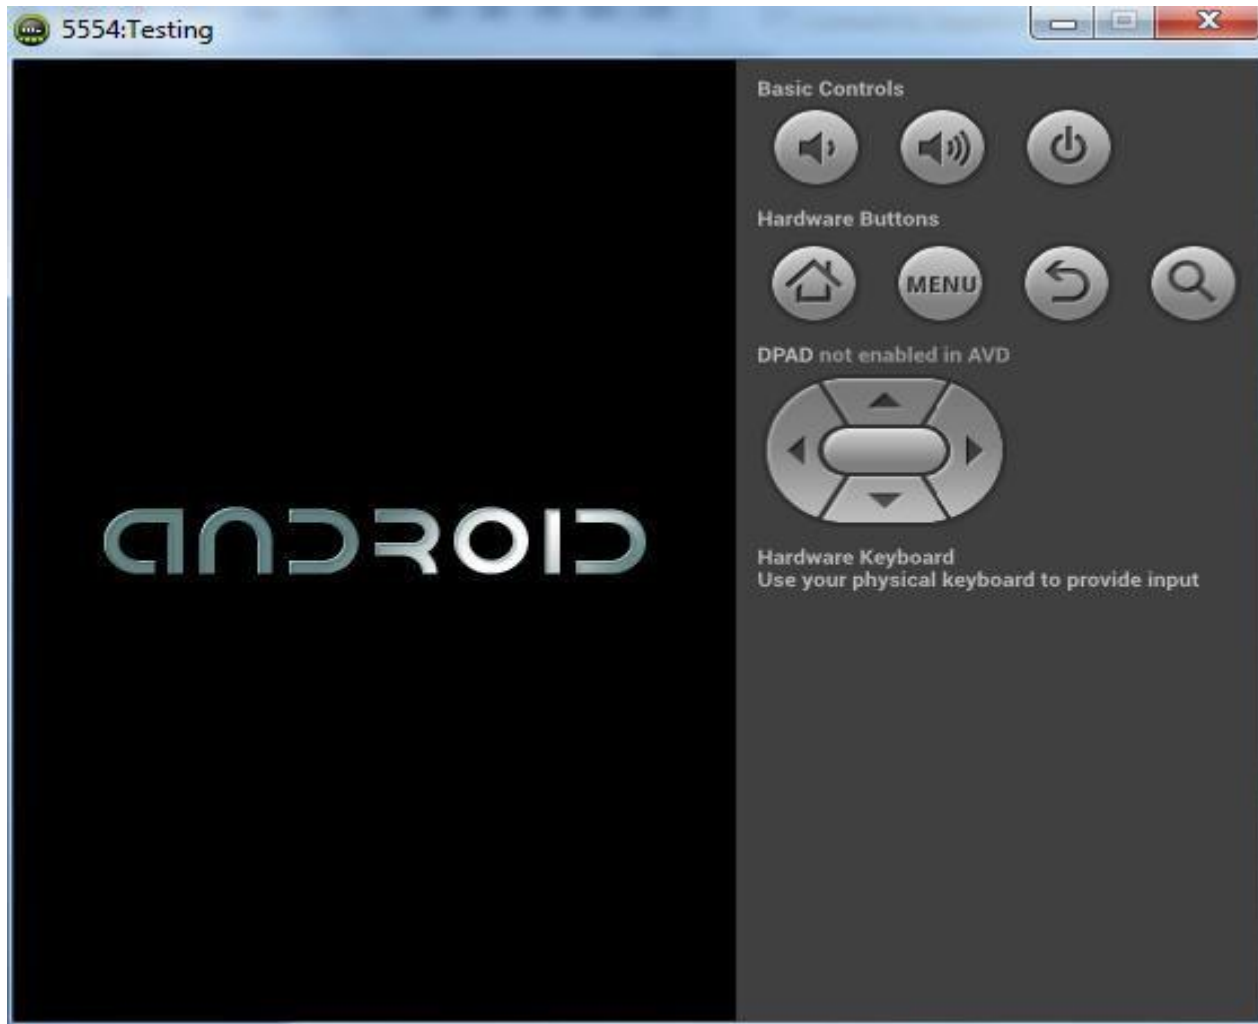 5554:Testing
Basic Controls
Hardware Buttons
MENU
DPAD not enabled in AVD
ANDROID
Hardware Keyboard
Use your physical keyboard to provide input